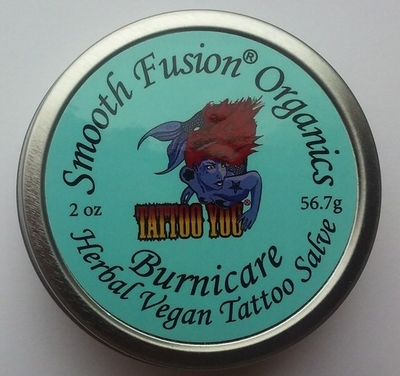 Smooth Fusion® Organics
2 oz
56.7g
TATTOO YOU®
Burnicare
Herbal Vegan Tattoo Salve